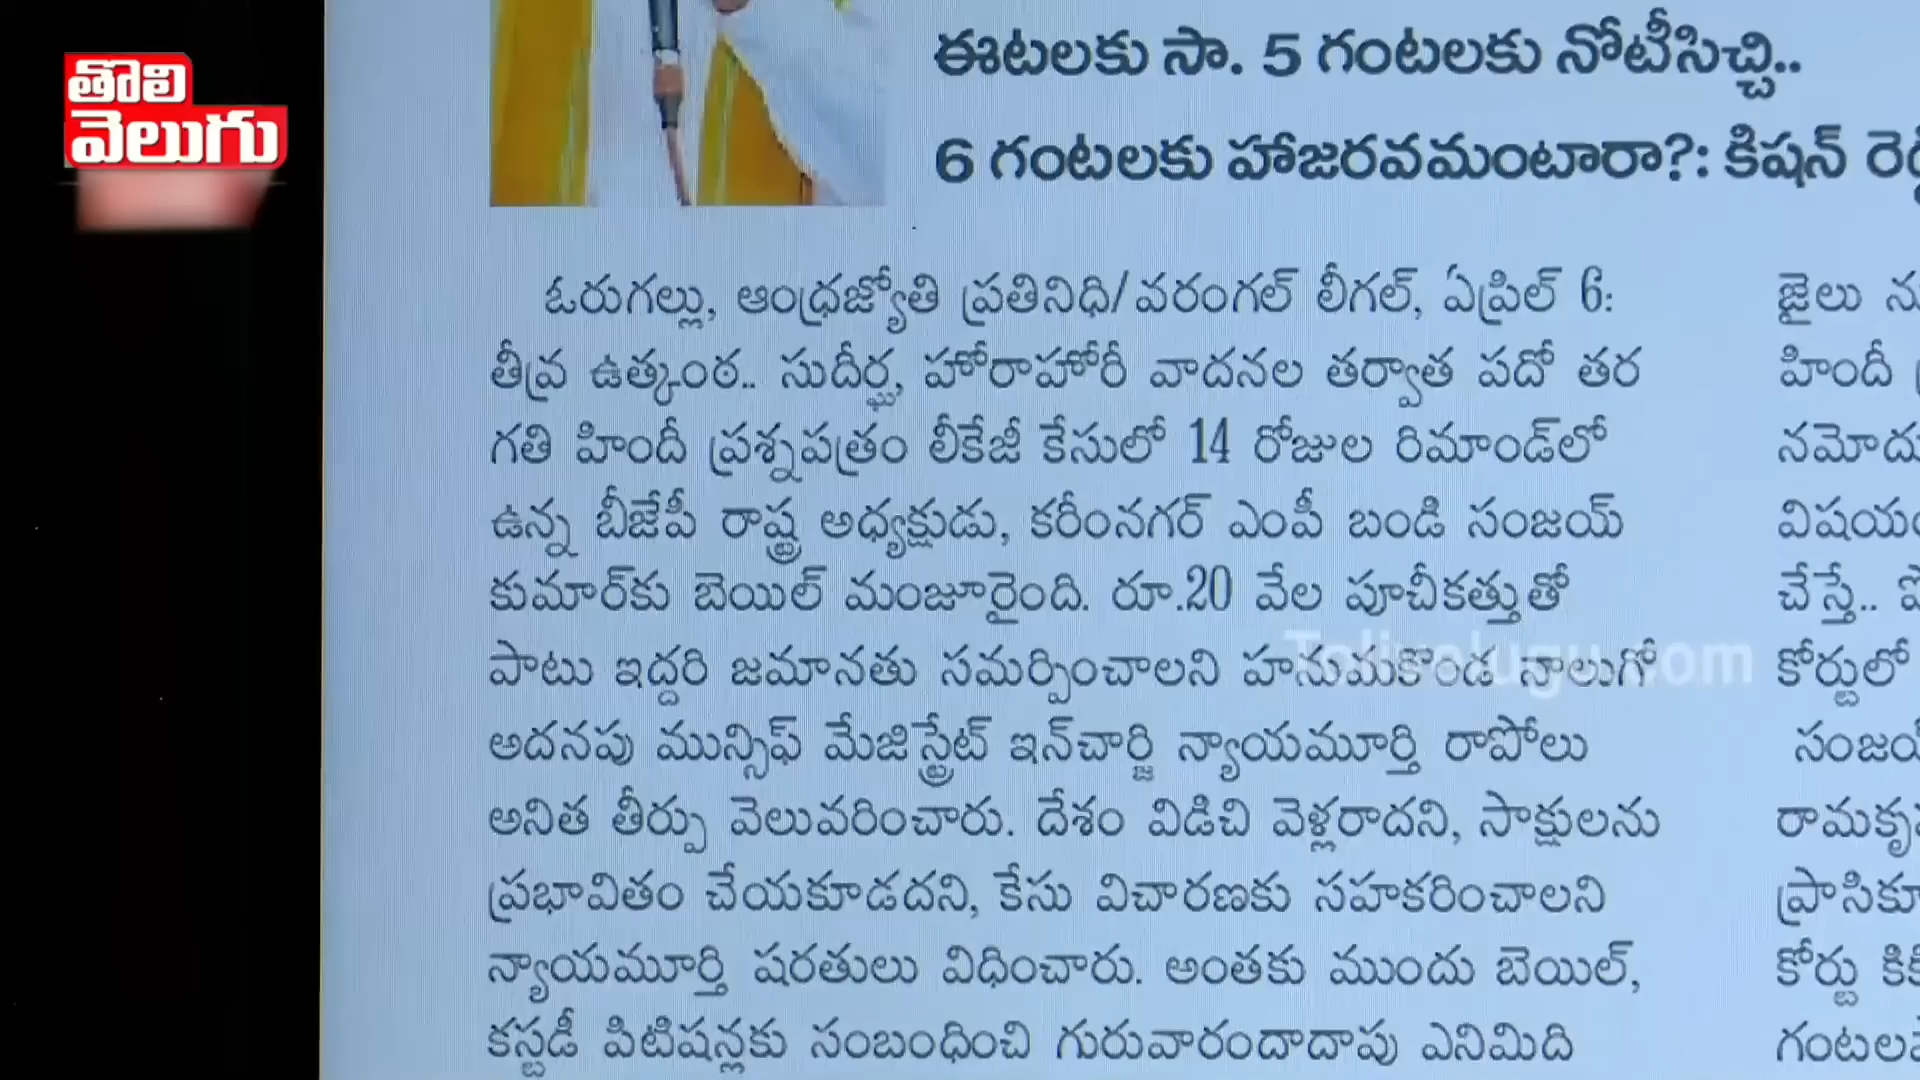 తొలి
వెలుగు
ఈటలకు సా. 5 గంటలకు నోటీసిచ్చి..
6 గంటలకు హాజరవమంటారా?: కిషన్ రెడ్డి
ఓరుగల్లు, ఆంధ్రజ్యోతి ప్రతినిధి/వరంగల్ లీగల్, ఏప్రిల్ 6:
తీవ్ర ఉత్కంఠ.. సుదీర్ఘ, హోరాహోరీ వాదనల తర్వాత పదో తర
గతి హిందీ ప్రశ్నపత్రం లీకేజీ కేసులో 14 రోజుల రిమాండ్‌లో
ఉన్న బీజేపీ రాష్ట్ర అధ్యక్షుడు, కరీంనగర్ ఎంపీ బండి సంజయ్
కుమార్‌కు బెయిల్ మంజూరైంది. రూ.20 వేల పూచీకత్తుతో
పాటు ఇద్దరి జమానతు సమర్పించాలని హనుమకొండ నాలుగో
అదనపు మున్సిఫ్ మేజిస్ట్రేట్ ఇన్‌చార్జి న్యాయమూర్తి రాపోలు
అనిత తీర్పు వెలువరించారు. దేశం విడిచి వెళ్లరాదని, సాక్షులను
ప్రభావితం చేయకూడదని, కేసు విచారణకు సహకరించాలని
న్యాయమూర్తి షరతులు విధించారు. అంతకు ముందు బెయిల్,
కస్టడీ పిటిషన్లకు సంబంధించి గురువారందాదాపు ఎనిమిది
Tolivelugu.com
జైలు
హిందీ
చేస్తే..
కోర్టులో
కోర్టు